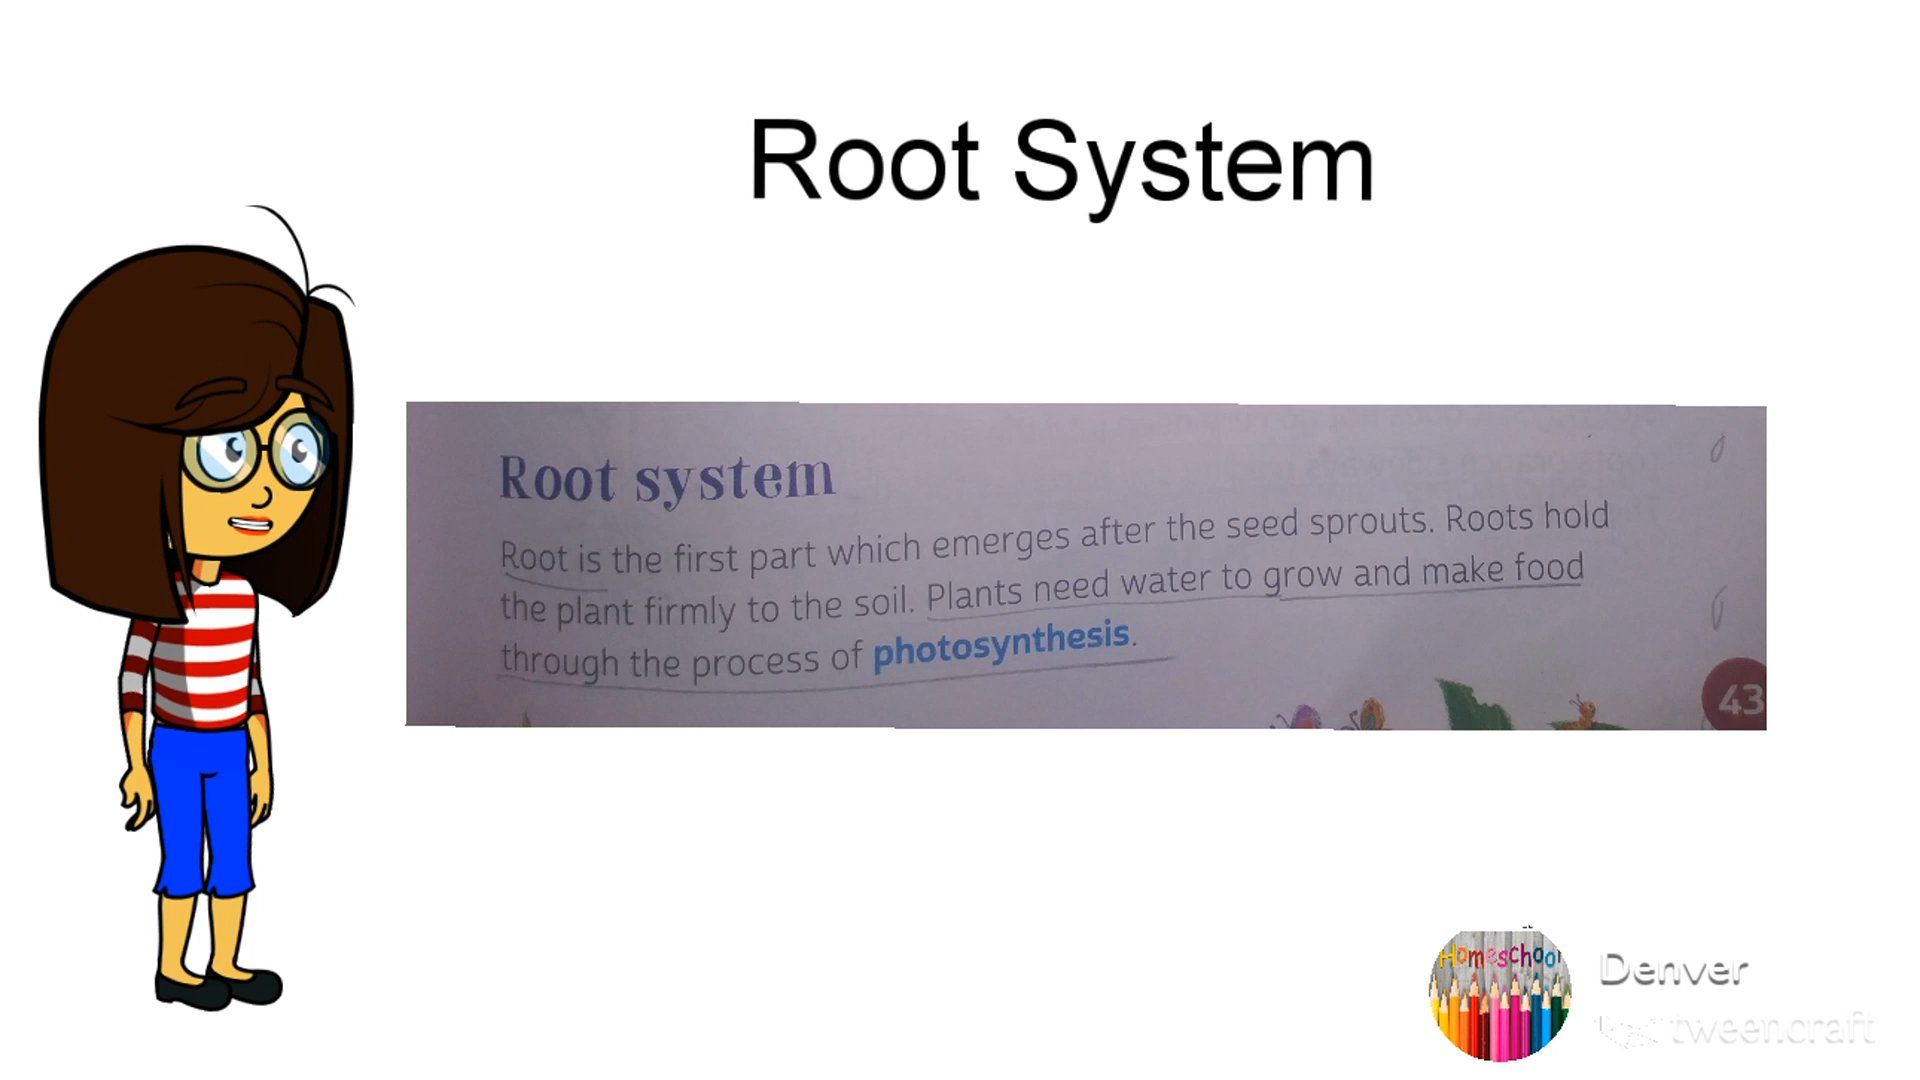 Root System
Root system
Root is the first part which emerges after the seed sprouts. Roots hold
the plant firmly to the soil. Plants need water to grow and make food
through the process of photosynthesis.
43
Homeschool
Denver
tweencraft